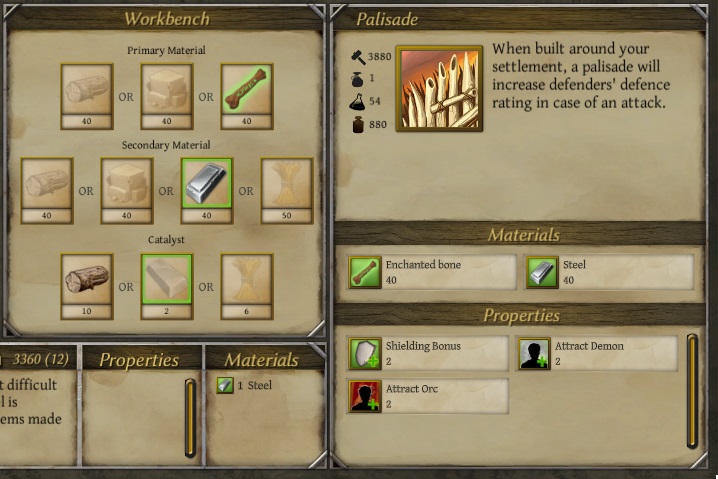 Workbench
Primary Material
OR
OR
40
40
40
Secondary Material
OR
OR
OR
40
40
40
50
Catalyst
OR
OR
10
2
6
3360 (12)
t difficult
l is
ems made
Properties
Materials
1 Steel
Palisade
3880
1
54
880
When built around your
settlement, a palisade will
increase defenders' defence
rating in case of an attack.
Materials
Enchanted bone
40
Steel
40
Properties
Shielding Bonus
2
Attract Demon
2
Attract Orc
2